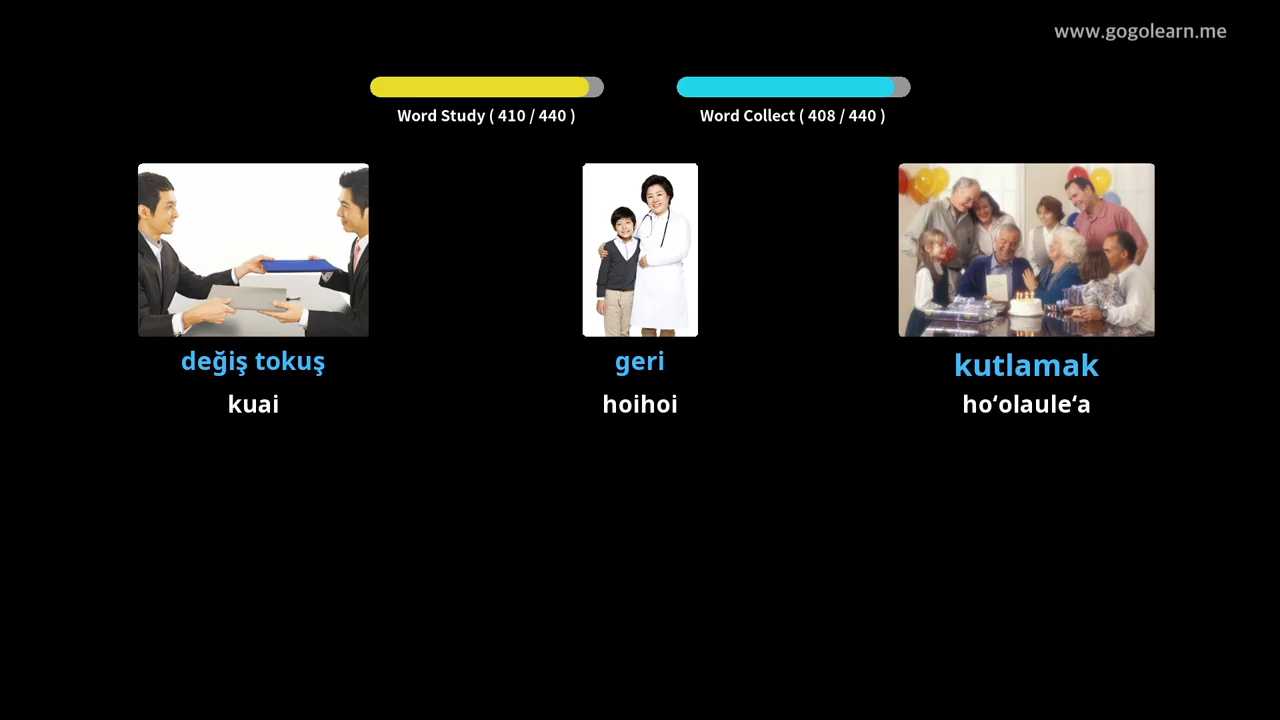 www.gogolearn.me
Word Study ( 410 / 440 )
Word Collect ( 408 / 440 )
değiş tokuş
geri
kutlamak
kuai
hoihoi
hoʻolauleʻa